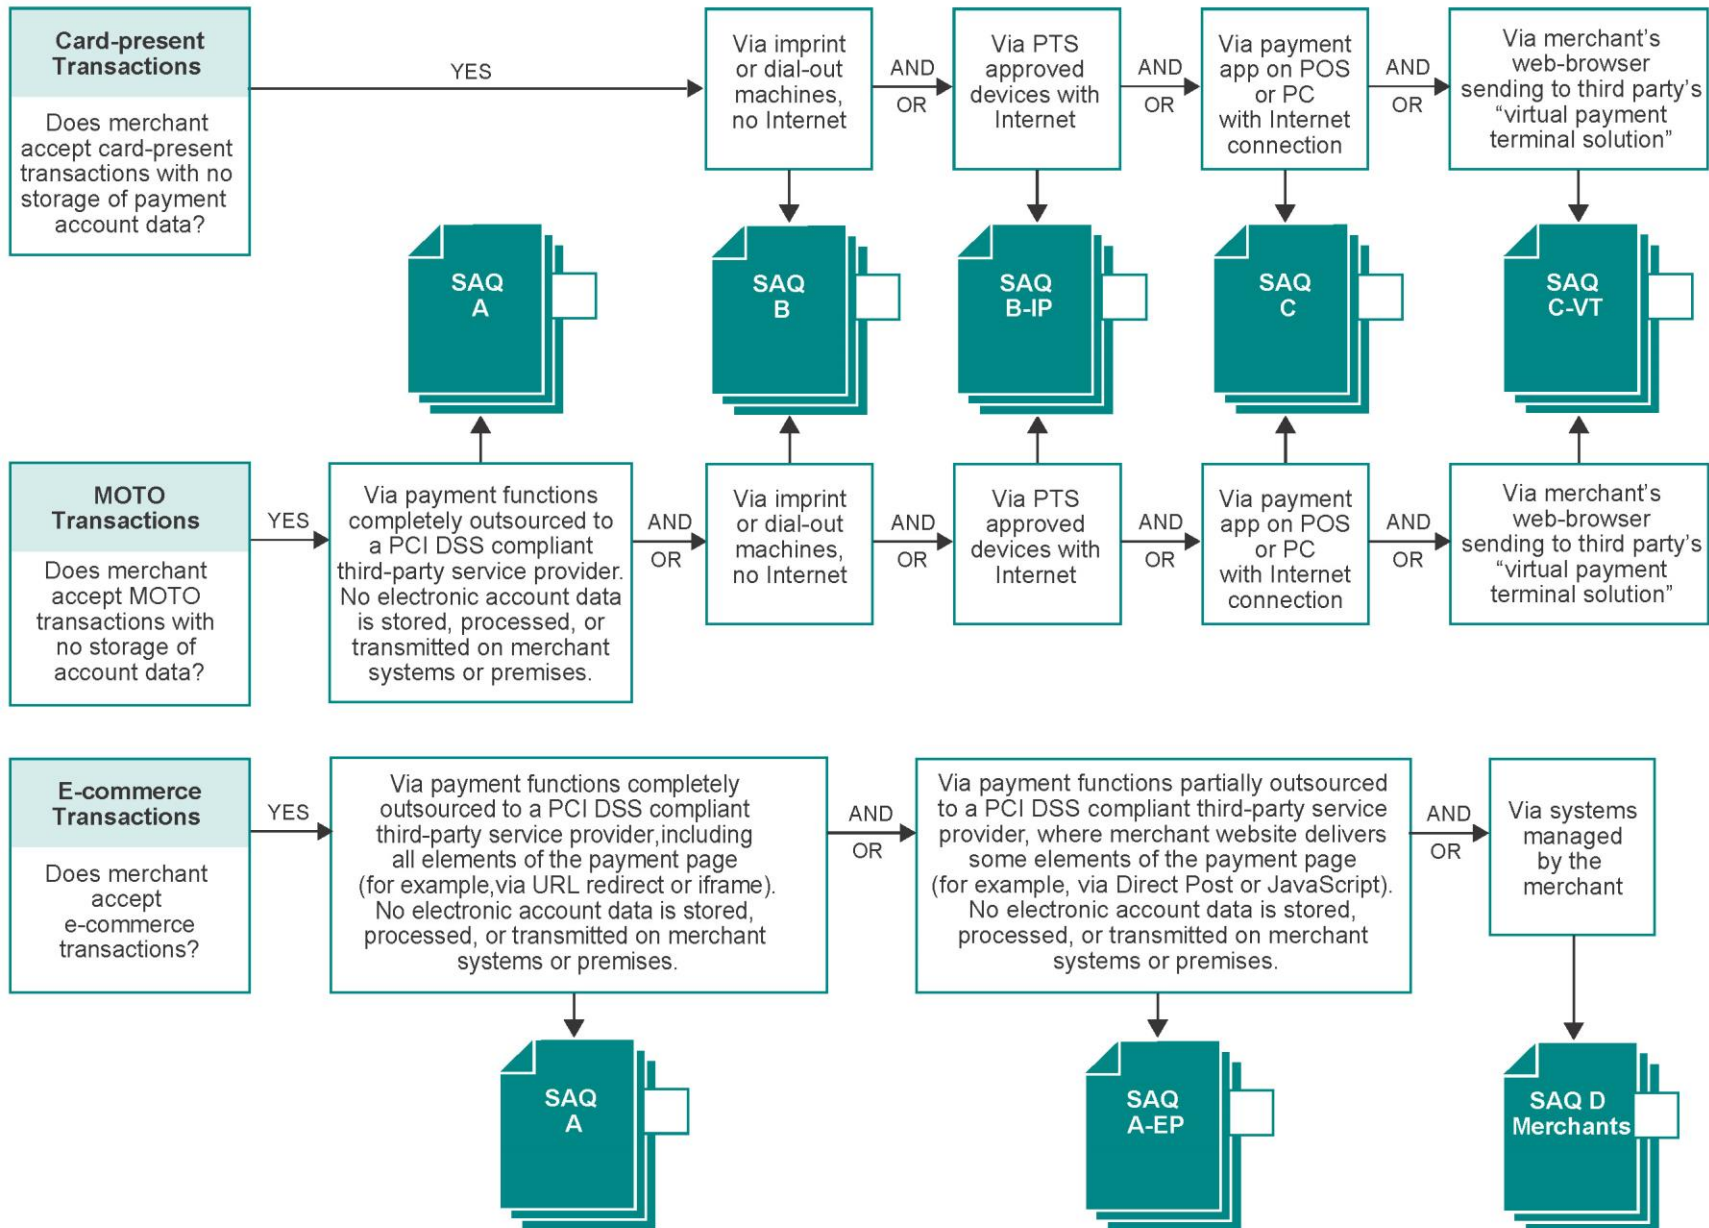 Card-present
Transactions
Does merchant
accept card-present
transactions with no
storage of payment
account data?
YES
Via imprint
or dial-out
machines,
no Internet
AND
OR
Via PTS
approved
devices with
Internet
AND
OR
Via payment
app on POS
or PC
with Internet
connection
AND
OR
Via merchant's
web-browser
sending to third party's
“virtual payment
terminal solution”
SAQ
A
SAQ
B
SAQ
B-IP
SAQ
C
SAQ
C-VT
MOTO
Transactions
Does merchant
accept MOTO
transactions with
no storage of
account data?
YES
Via payment functions
completely outsourced to
a PCI DSS compliant
third-party service provider.
No electronic account data
is stored, processed, or
transmitted on merchant
systems or premises.
AND
OR
Via imprint
or dial-out
machines,
no Internet
AND
OR
Via PTS
approved
devices with
Internet
AND
OR
Via payment
app on POS
or PC
with Internet
connection
AND
OR
Via merchant's
web-browser
sending to third party's
“virtual payment
terminal solution”
E-commerce
Transactions
Does merchant
accept
e-commerce
transactions?
YES
Via payment functions completely
outsourced to a PCI DSS compliant
third-party service provider,including
all elements of the payment page
(for example,via URL redirect or iframe).
No electronic account data is stored,
processed, or transmitted on merchant
systems or premises.
AND
OR
Via payment functions partially outsourced
to a PCI DSS compliant third-party service
provider, where merchant website delivers
some elements of the payment page
(for example, via Direct Post or JavaScript).
No electronic account data is stored,
processed, or transmitted on merchant
systems or premises.
AND
OR
Via systems
managed
by the
merchant
SAQ
A
SAQ
A-EP
SAQ D
Merchants